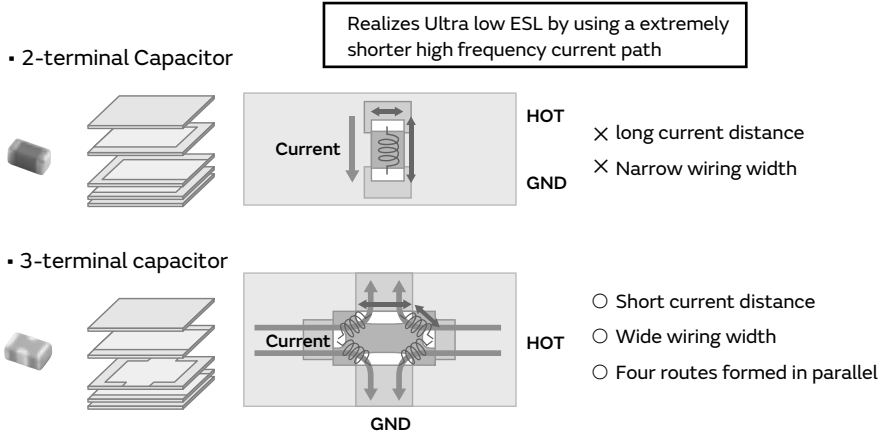 Realizes Ultra low ESL by using a extremely
shorter high frequency current path
▪ 2-terminal Capacitor
HOT
× long current distance
Current
× Narrow wiring width
GND
▪ 3-terminal capacitor
○ Short current distance
Current
HOT
○ Wide wiring width
○ Four routes formed in parallel
GND